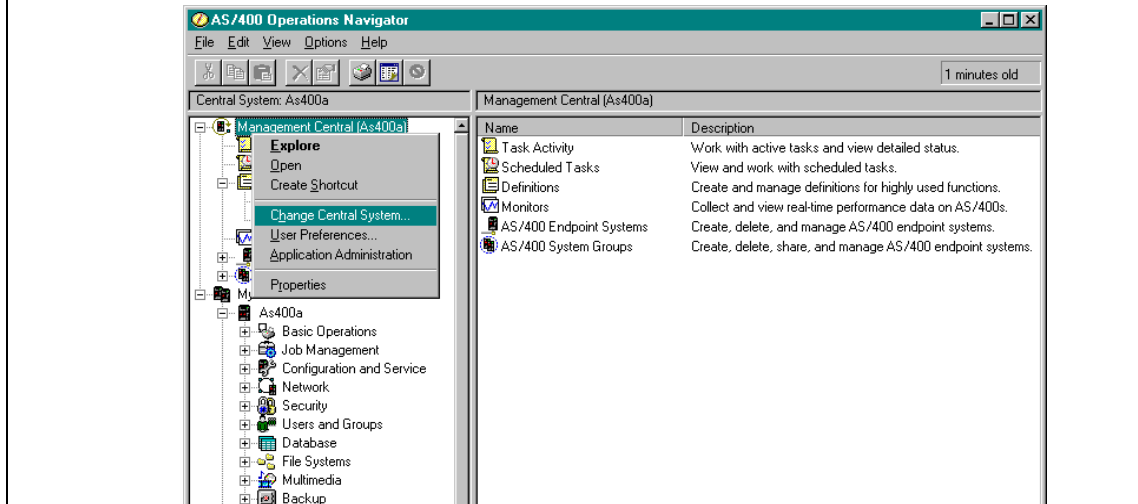 AS/400 Operations Navigator
File Edit View Options Help
1 minutes old
Central System: As400a
Management Central (As400a)
Management Central (As400a)
Explore
Open
Create Shortcut
Change Central System...
User Preferences...
Application Administration
Properties
My
As400a
Basic Operations
Job Management
Configuration and Service
Network
Security
Users and Groups
Database
File Systems
Multimedia
Backup
Name Description
Task Activity Work with active tasks and view detailed status.
Scheduled Tasks View and work with scheduled tasks.
Definitions Create and manage definitions for highly used functions.
Monitors Collect and view real-time performance data on AS/400s.
AS/400 Endpoint Systems Create, delete, and manage AS/400 endpoint systems.
AS/400 System Groups Create, delete, share, and manage AS/400 endpoint systems.